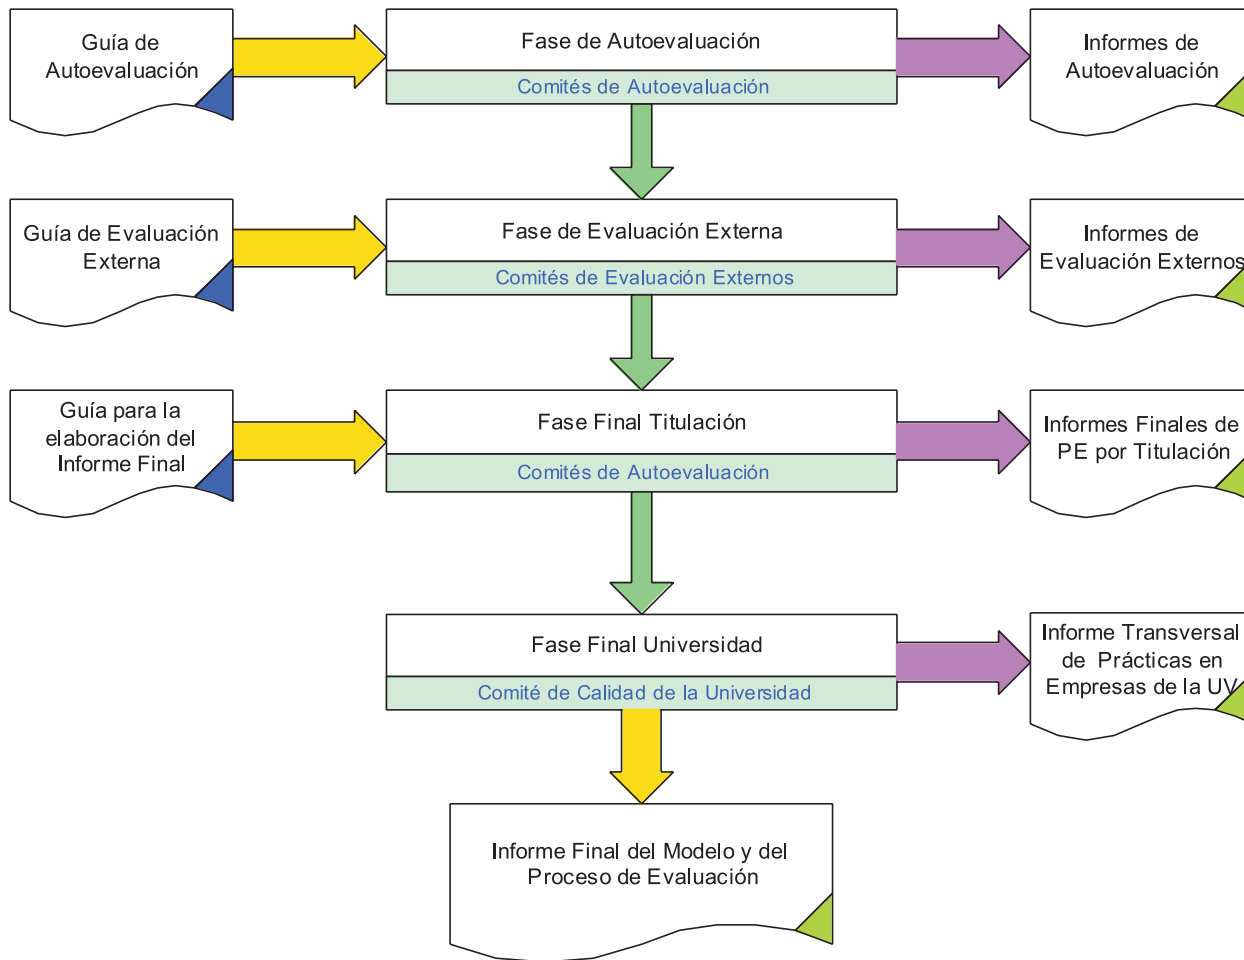 Guía de
Autoevaluación
Fase de Autoevaluación
Comités de Autoevaluación
Informes de
Autoevaluación
Guía de Evaluación
Externa
Fase de Evaluación Externa
Comités de Evaluación Externos
Informes de
Evaluación Externos
Guía para la
elaboración del
Informe Final
Fase Final Titulación
Comités de Autoevaluación
Informes Finales de
PE por Titulación
Fase Final Universidad
Comité de Calidad de la Universidad
Informe Transversal
de Prácticas en
Empresas de la UV
Informe Final del Modelo y del
Proceso de Evaluación